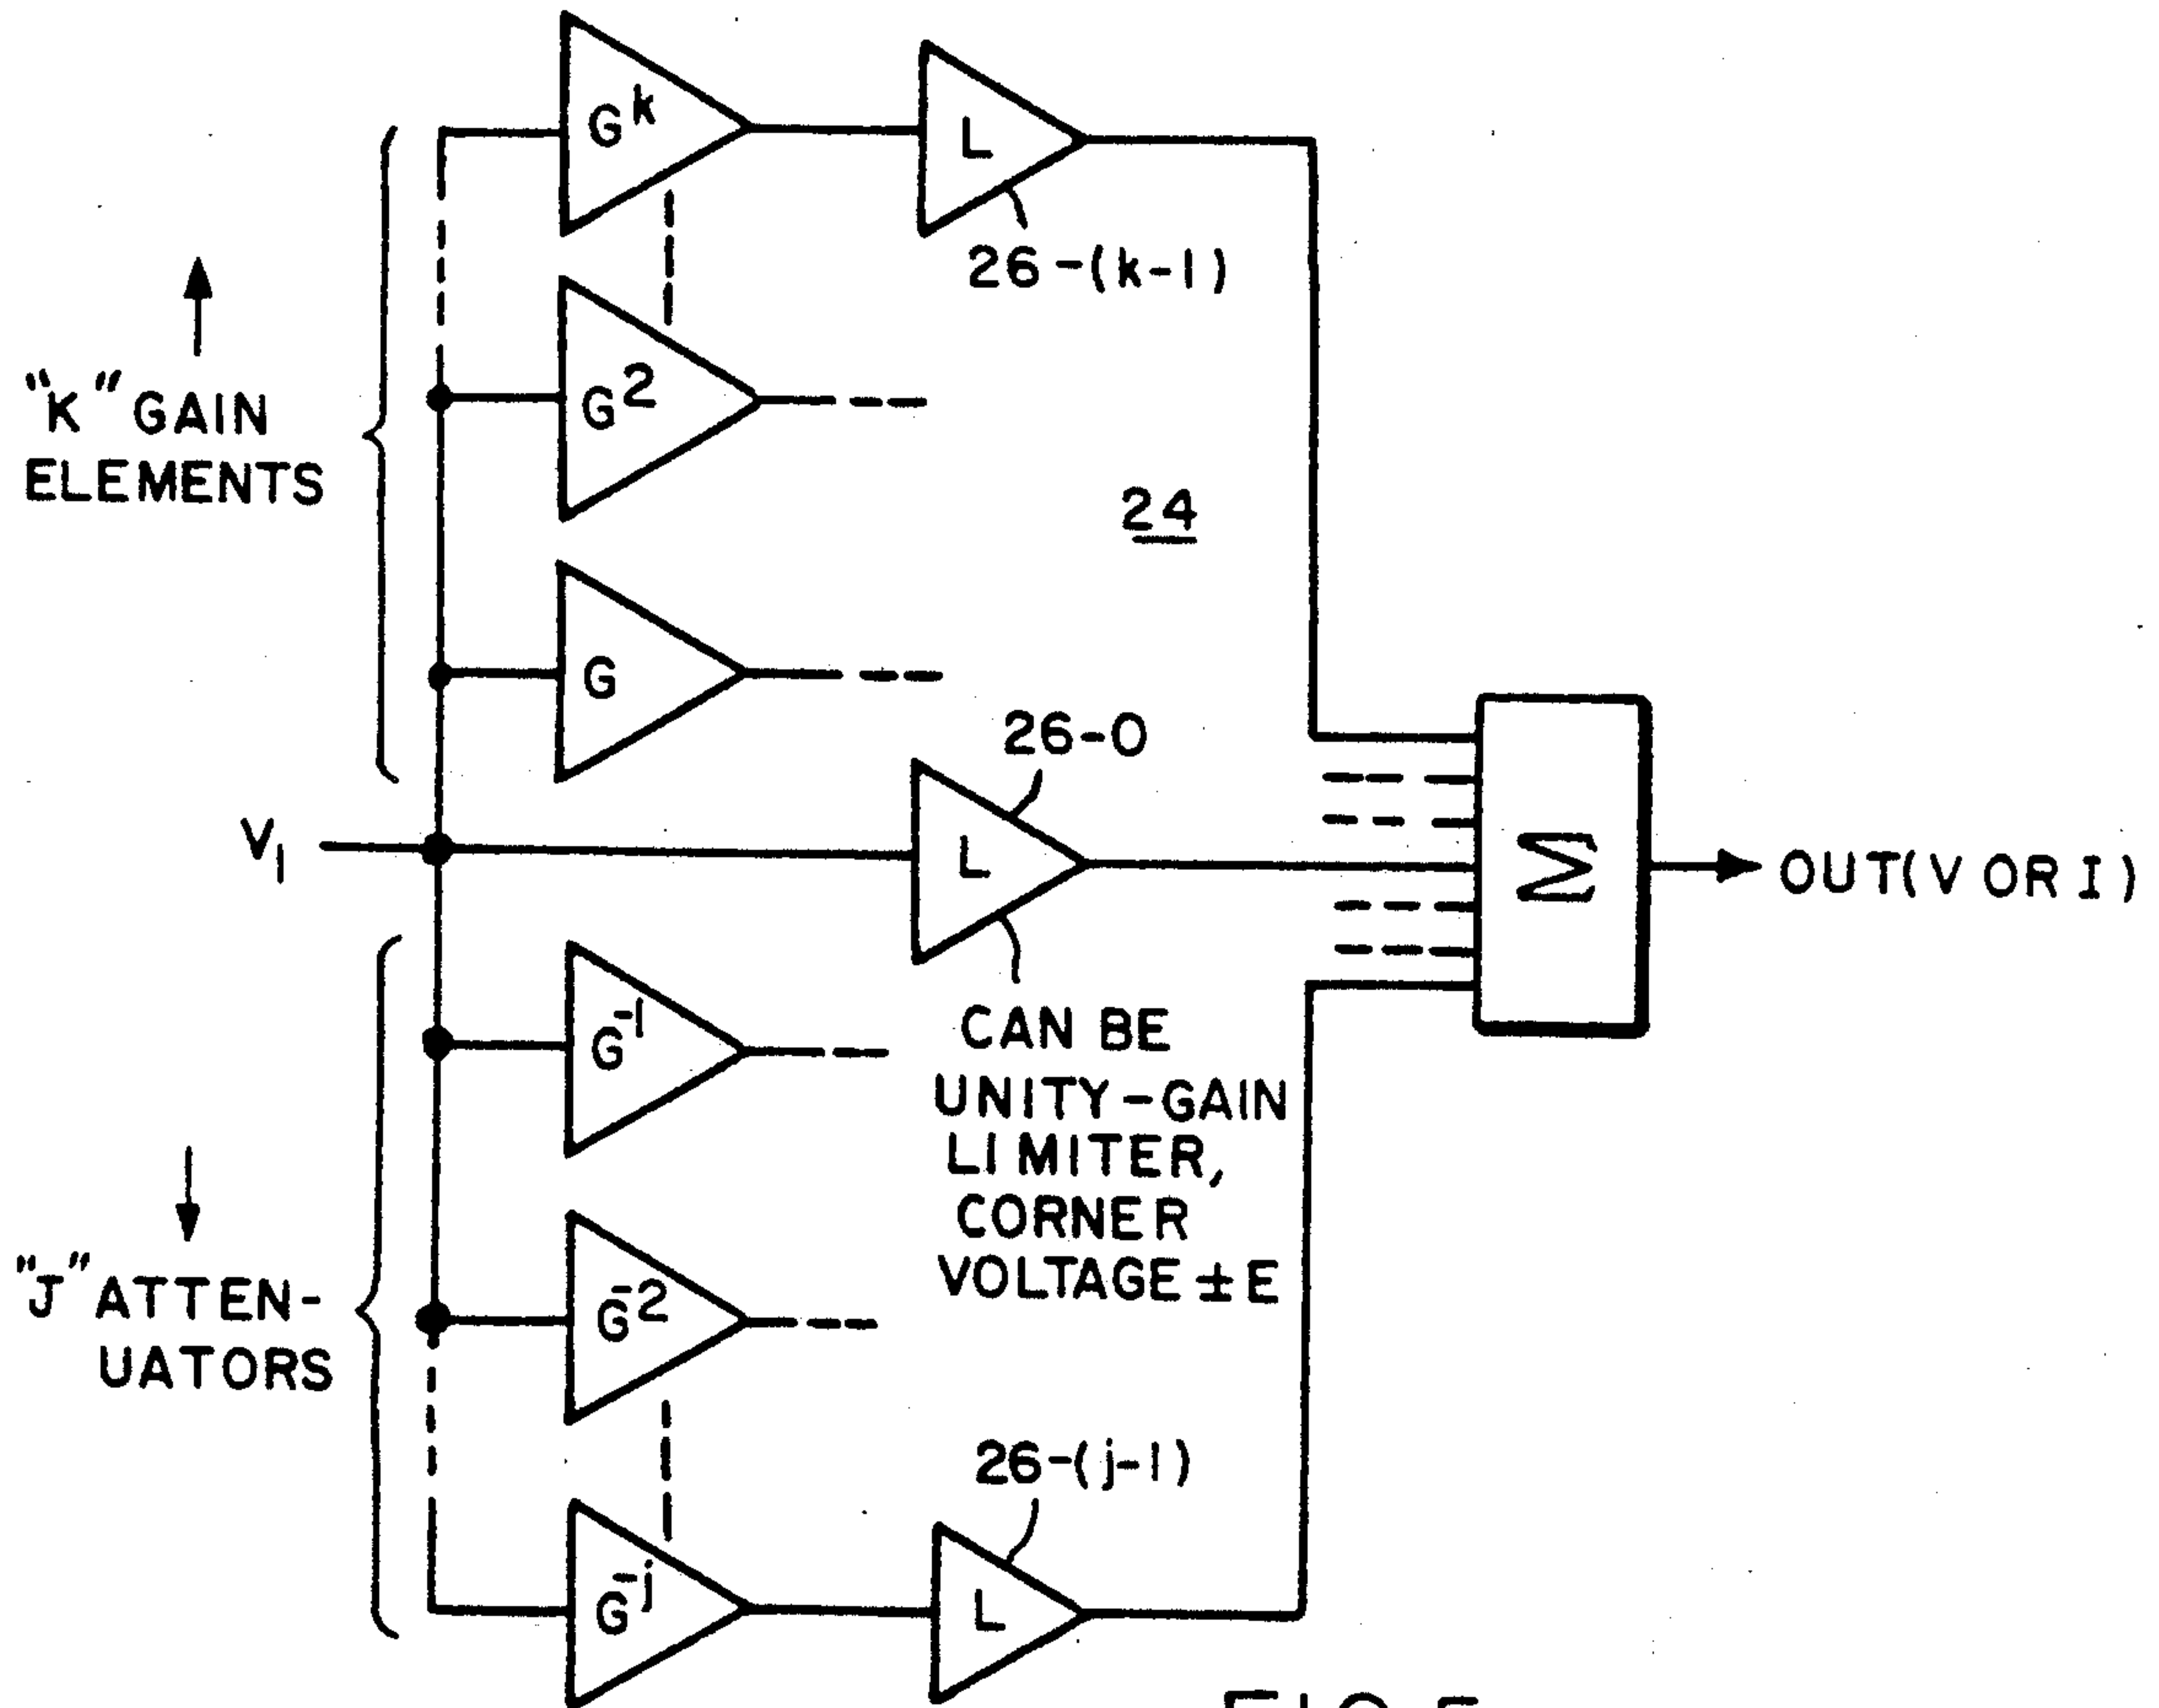 G^k
L
26-(k-1)
"K" GAIN
ELEMENTS
G^2
24
G
26-0
V_1
L
Σ
OUT(V OR I)
G^-1
CAN BE
UNITY-GAIN
LIMITER,
CORNER
VOLTAGE ±E
G^-2
"J" ATTEN-
UATORS
26-(j-1)
G^-j
L